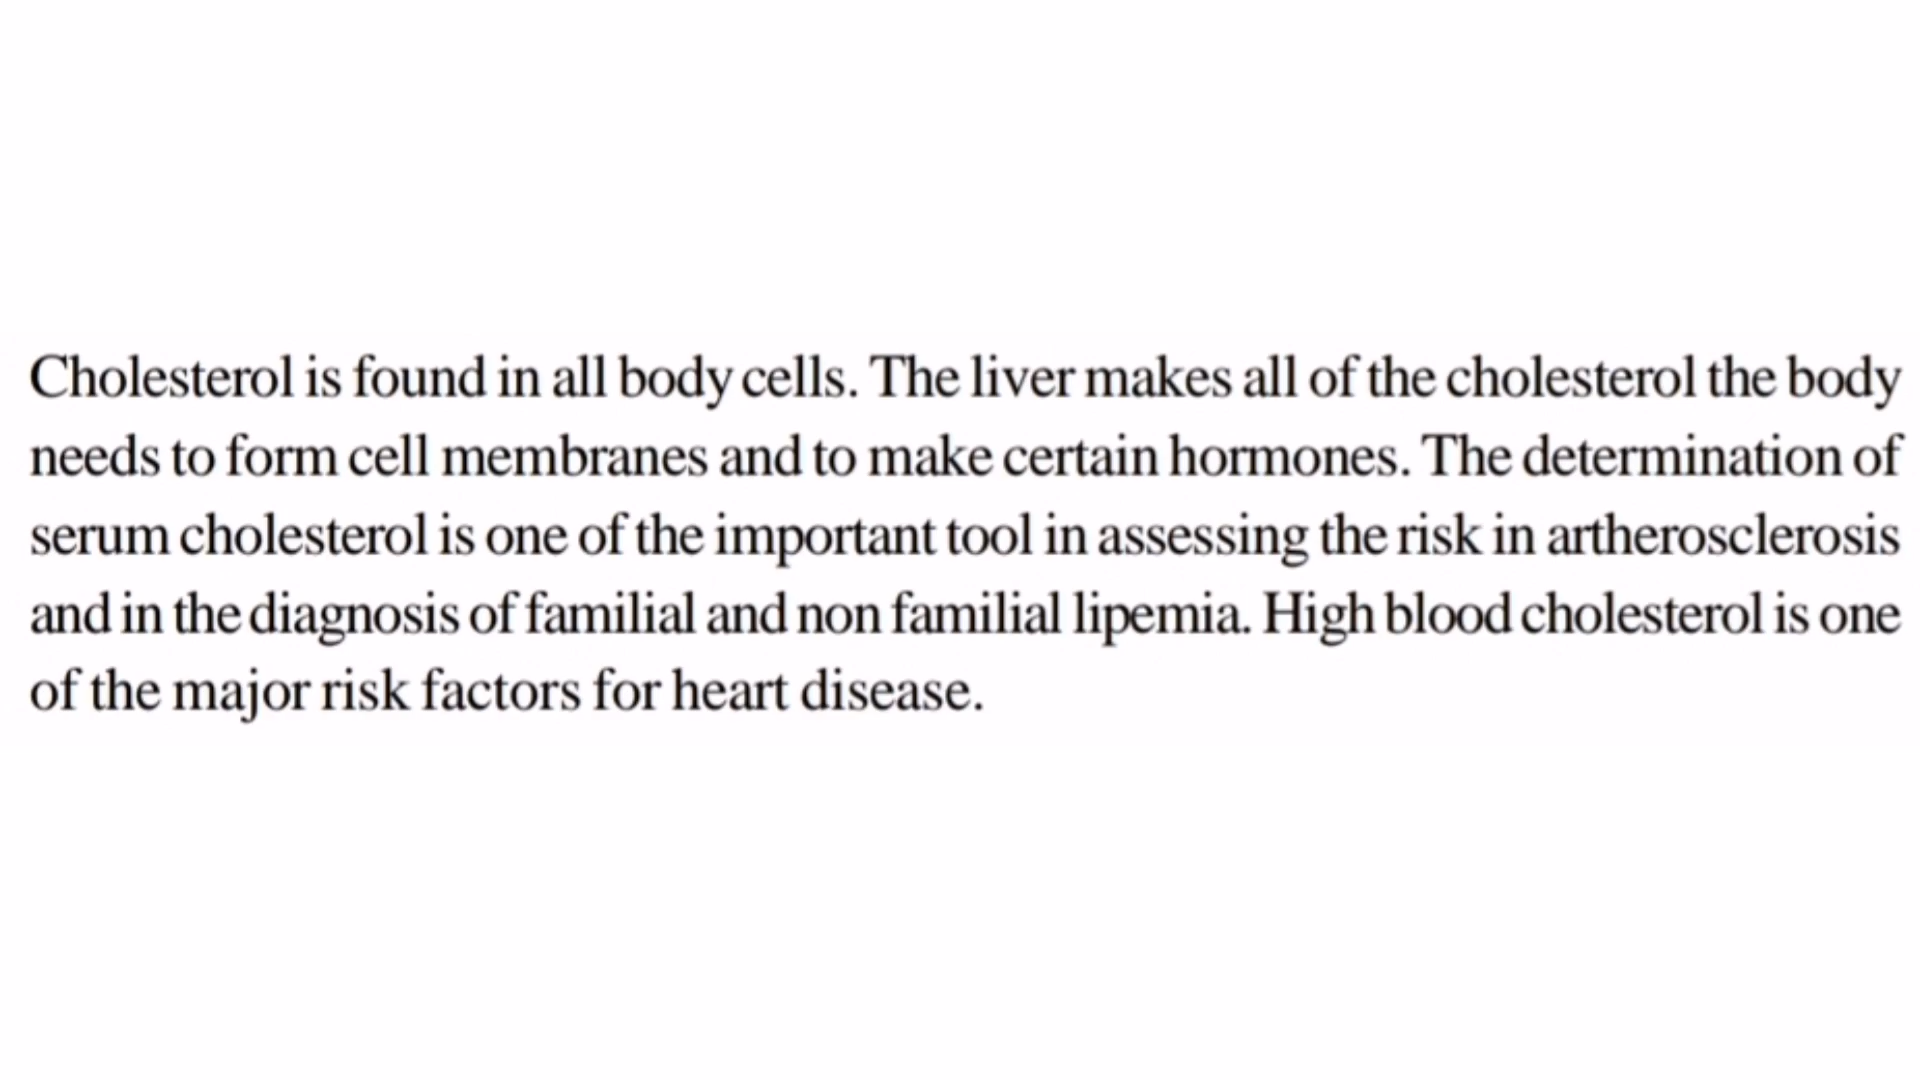 Cholesterol is found in all body cells. The liver makes all of the cholesterol the body
needs to form cell membranes and to make certain hormones. The determination of
serum cholesterol is one of the important tool in assessing the risk in artherosclerosis
and in the diagnosis of familial and non familial lipemia. High blood cholesterol is one
of the major risk factors for heart disease.